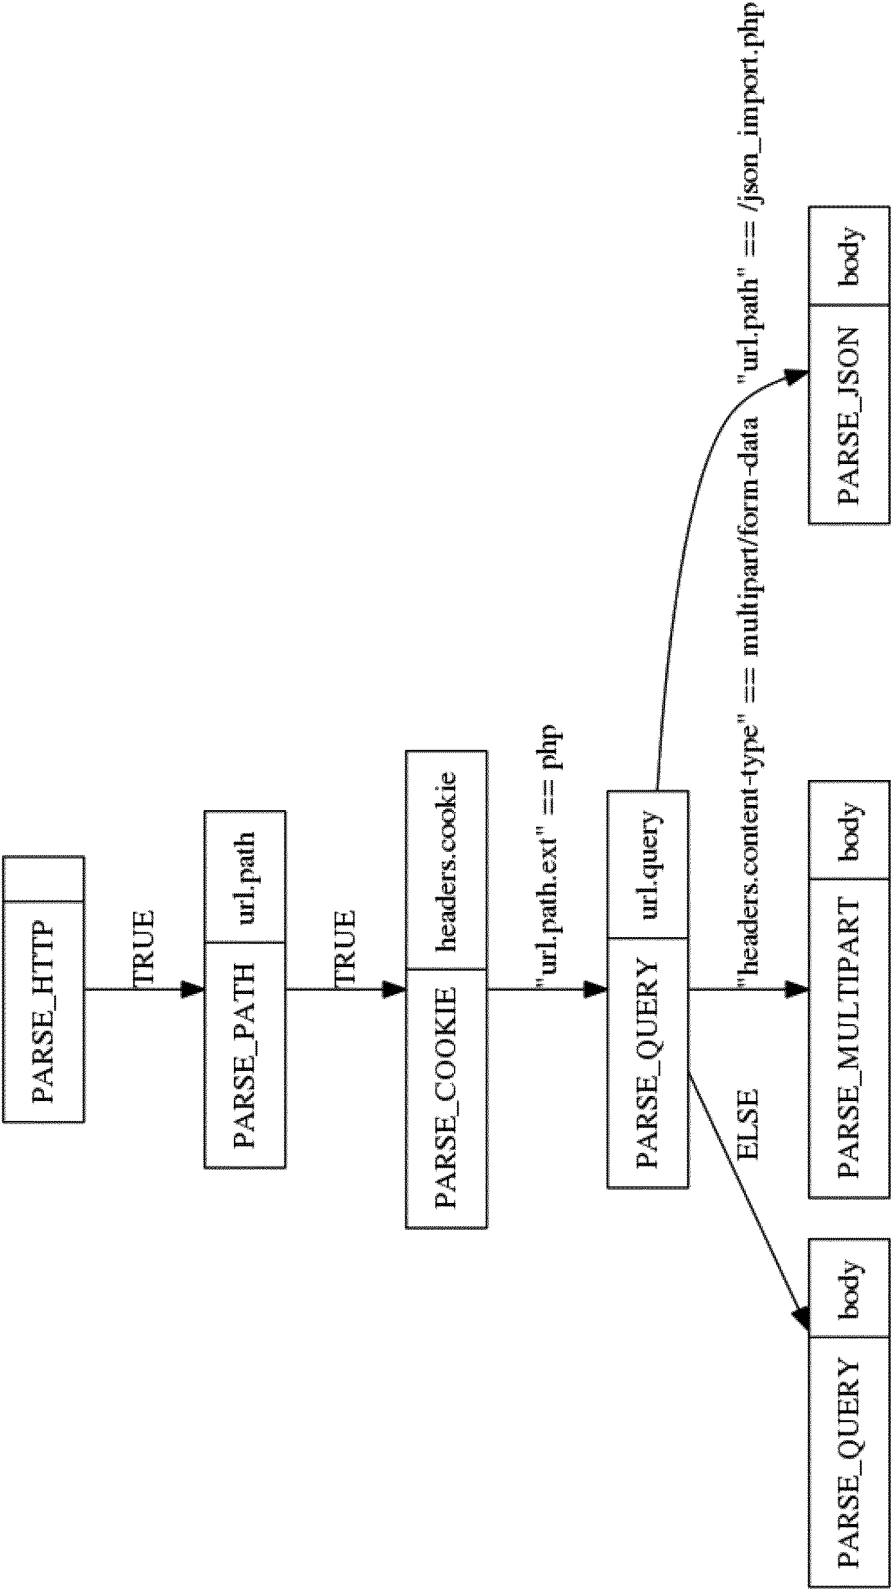 PARSE_HTTP
TRUE
PARSE_PATH
url.path
TRUE
PARSE_COOKIE
headers.cookie
"url.path.ext" == php
PARSE_QUERY
url.query
ELSE
"headers.content-type" == multipart/form-data
"url.path" == /json_import.php
PARSE_QUERY
body
PARSE_MULTIPART
body
PARSE_JSON
body